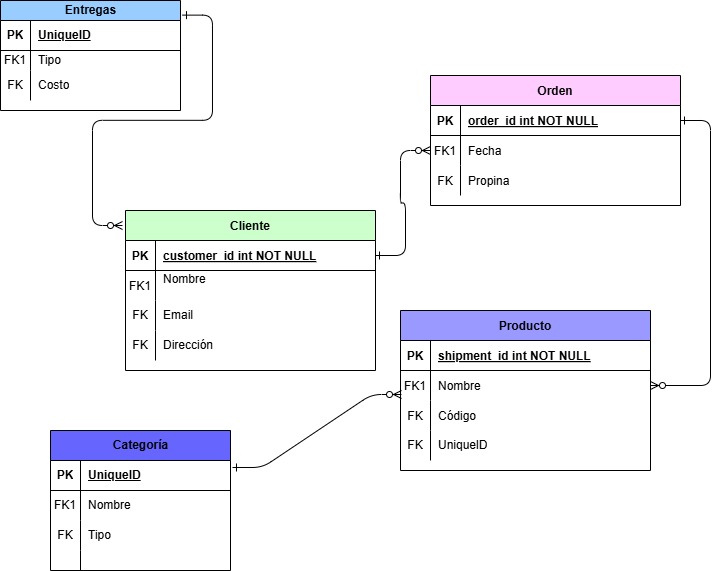 Entregas
PK UniqueID
FK1 Tipo
FK Costo
Orden
PK order_id int NOT NULL
FK1 Fecha
FK Propina
Cliente
PK customer_id int NOT NULL
FK1 Nombre
FK Email
FK Dirección
Producto
PK shipment_id int NOT NULL
FK1 Nombre
FK Código
FK UniqueID
Categoría
PK UniqueID
FK1 Nombre
FK Tipo